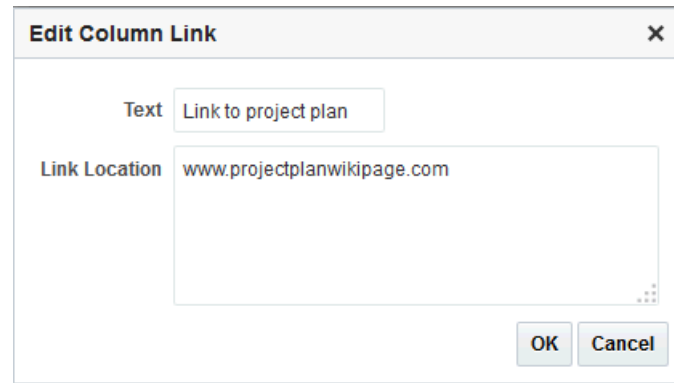 Edit Column Link
Text Link to project plan
Link Location www.projectplanwikipage.com
OK Cancel